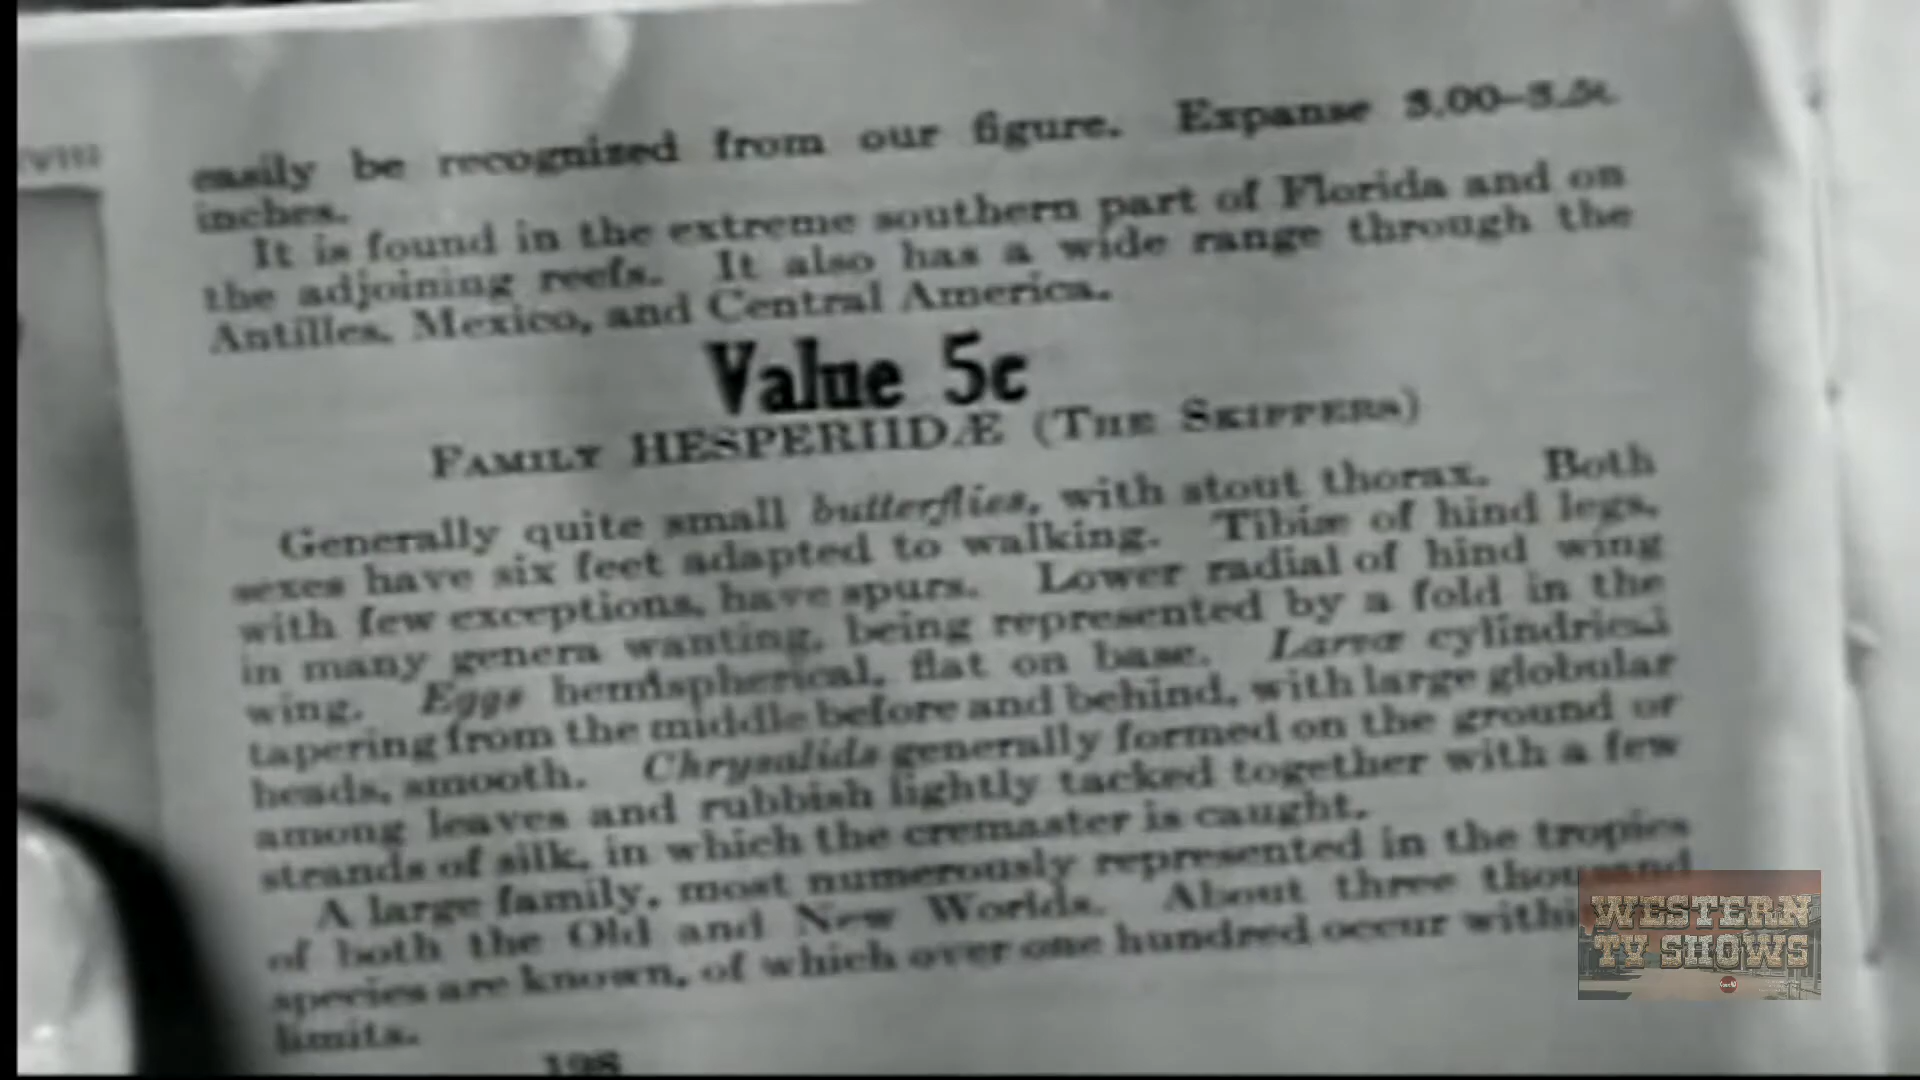 VIII
easily be recognized from our figure. Expanse 3.00–3.50
inches.
It is found in the extreme southern part of Florida and on
the adjoining reefs. It also has a wide range through the
Antilles, Mexico, and Central America.
Value 5c
FAMILY HESPERIIDÆ (THE SKIPPERS)
Generally quite small butterflies, with stout thorax. Both
sexes have six feet adapted to walking. Tibiæ of hind legs,
with few exceptions, have spurs. Lower radial of hind wing
in many genera wanting, being represented by a fold in the
wing. Eggs hemispherical, flat on base. Larvæ cylindrical
tapering from the middle before and behind, with large globular
heads, smooth. Chrysalids generally formed on the ground or
among leaves and rubbish lightly tacked together with a few
strands of silk, in which the cremaster is caught.
A large family, most numerously represented in the tropics
of both the Old and New Worlds. About three thousand
species are known, of which over one hundred occur within
limits.
198
WESTERN
TV SHOWS